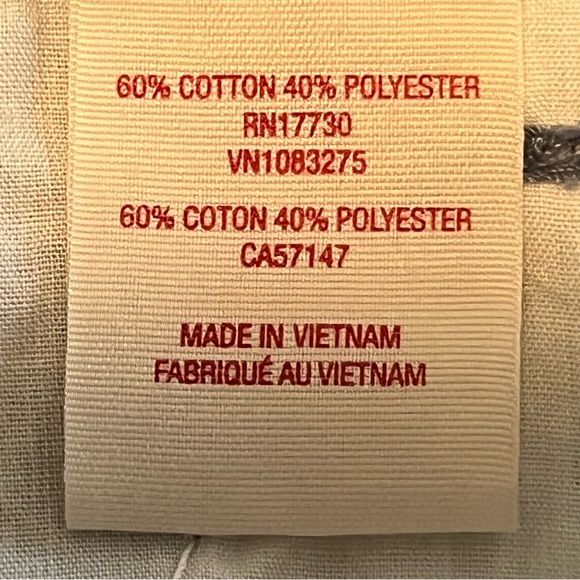 60% COTTON 40% POLYESTER
RN17730
VN1083275
60% COTON 40% POLYESTER
CA57147
MADE IN VIETNAM
FABRIQUÉ AU VIETNAM